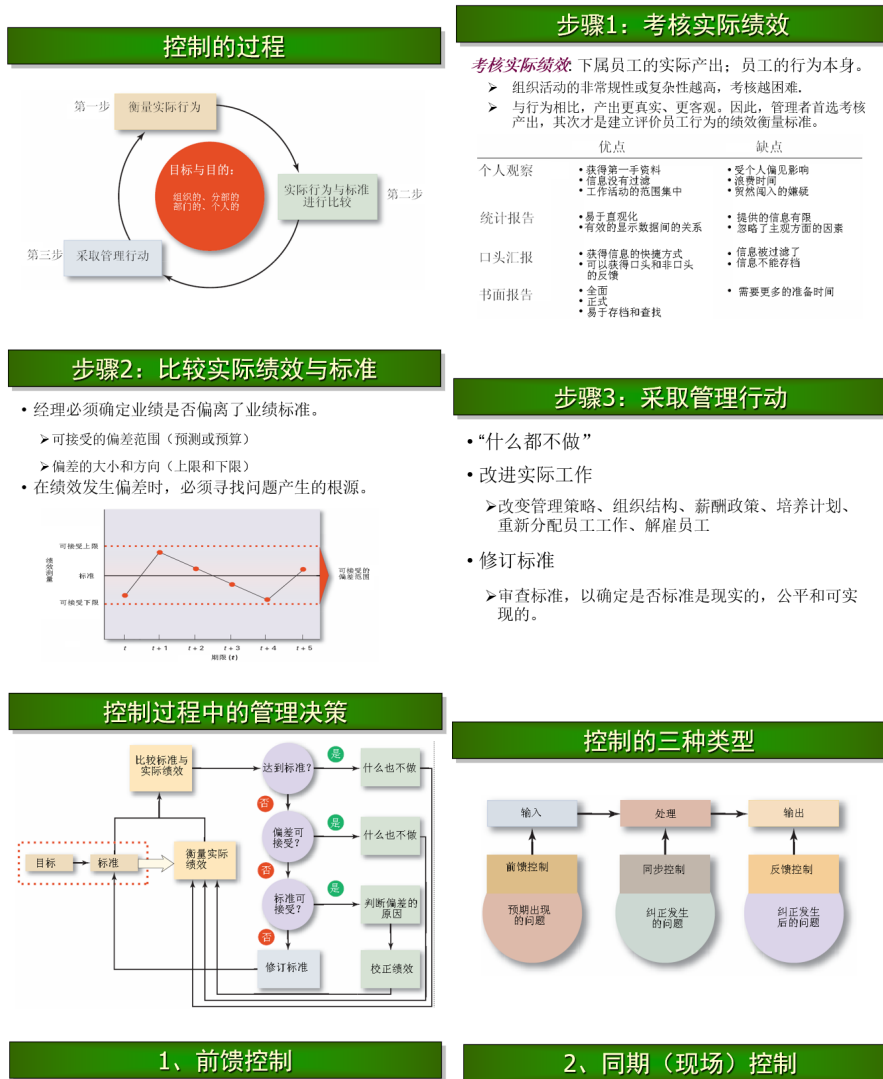 控制的过程
第一步
衡量实际行为
目标与目的:
组织的、分部的
部门的、个人的
实际行为与标准
进行比较
第二步
第三步
采取管理行动
步骤1：考核实际绩效
考核实际绩效: 下属员工的实际产出；员工的行为本身。
➢ 组织活动的非常规性或复杂性越高，考核越困难.
➢ 与行为相比，产出更真实、更客观。因此，管理者首选考核
产出，其次才是建立评价员工行为的绩效衡量标准。
优点 缺点
个人观察
• 获得第一手资料
• 信息没有过滤
• 工作活动的范围集中
• 受个人偏见影响
• 浪费时间
• 贸然闯入的嫌疑
统计报告
• 易于直观化
• 有效的显示数据间的关系
• 提供的信息有限
• 忽略了主观方面的因素
口头汇报
• 获得信息的快捷方式
• 可以获得口头和非口头
的反馈
• 信息被过滤了
• 信息不能存档
书面报告
• 全面
• 正式
• 易于存档和查找
• 需要更多的准备时间
步骤2：比较实际绩效与标准
• 经理必须确定业绩是否偏离了业绩标准。
➢可接受的偏差范围（预测或预算）
➢偏差的大小和方向（上限和下限）
• 在绩效发生偏差时，必须寻找问题产生的根源。
绩效测量
可接受上限
标准
可接受下限
可接受的
偏差范围
t t+1 t+2 t+3 t+4 t+5
期限 (t)
步骤3：采取管理行动
• “什么都不做”
• 改进实际工作
➢改变管理策略、组织结构、薪酬政策、培养计划、
重新分配员工工作、解雇员工
• 修订标准
➢审查标准，以确定是否标准是现实的，公平和可实
现的。
控制过程中的管理决策
比较标准与
实际绩效
达到标准?
是
什么也不做
否
偏差可
接受?
是
什么也不做
目标
标准
衡量实际
绩效
否
标准可
接受?
是
判断偏差的
原因
否
修订标准
校正绩效
控制的三种类型
输入
处理
输出
前馈控制
同步控制
反馈控制
预期出现
的问题
纠正发生
的问题
纠正发生
后的问题
1、前馈控制
2、同期（现场）控制